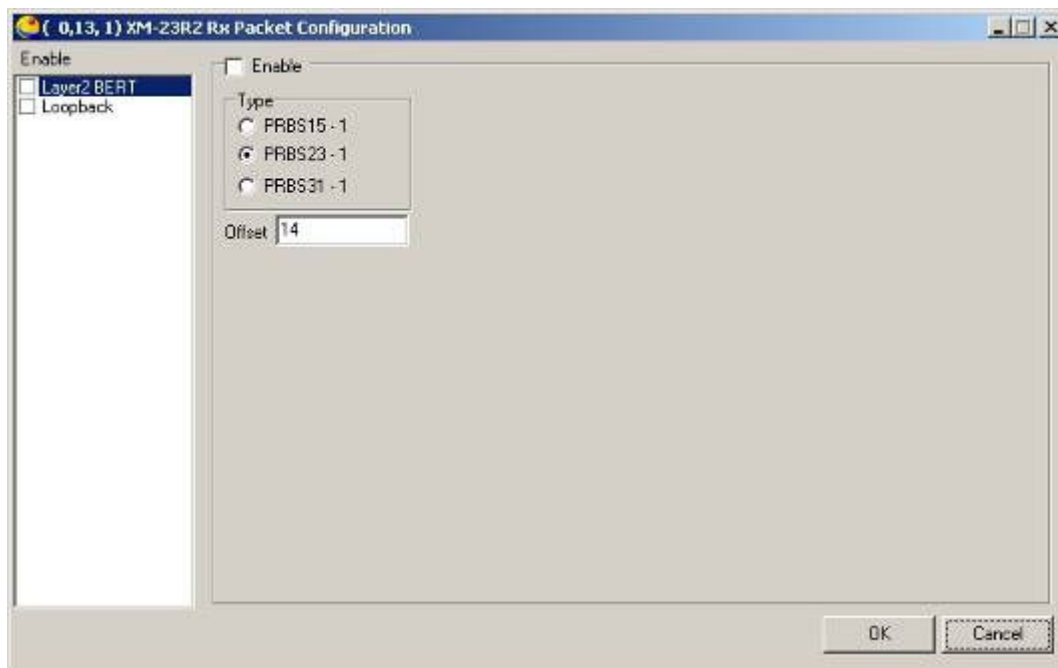 ( 0,13, 1) XM-23R2 Rx Packet Configuration
Enable
Layer2 BERT
Loopback
Enable
Type
PRBS15 - 1
PRBS23 - 1
PRBS31 - 1
Offset 14
OK
Cancel